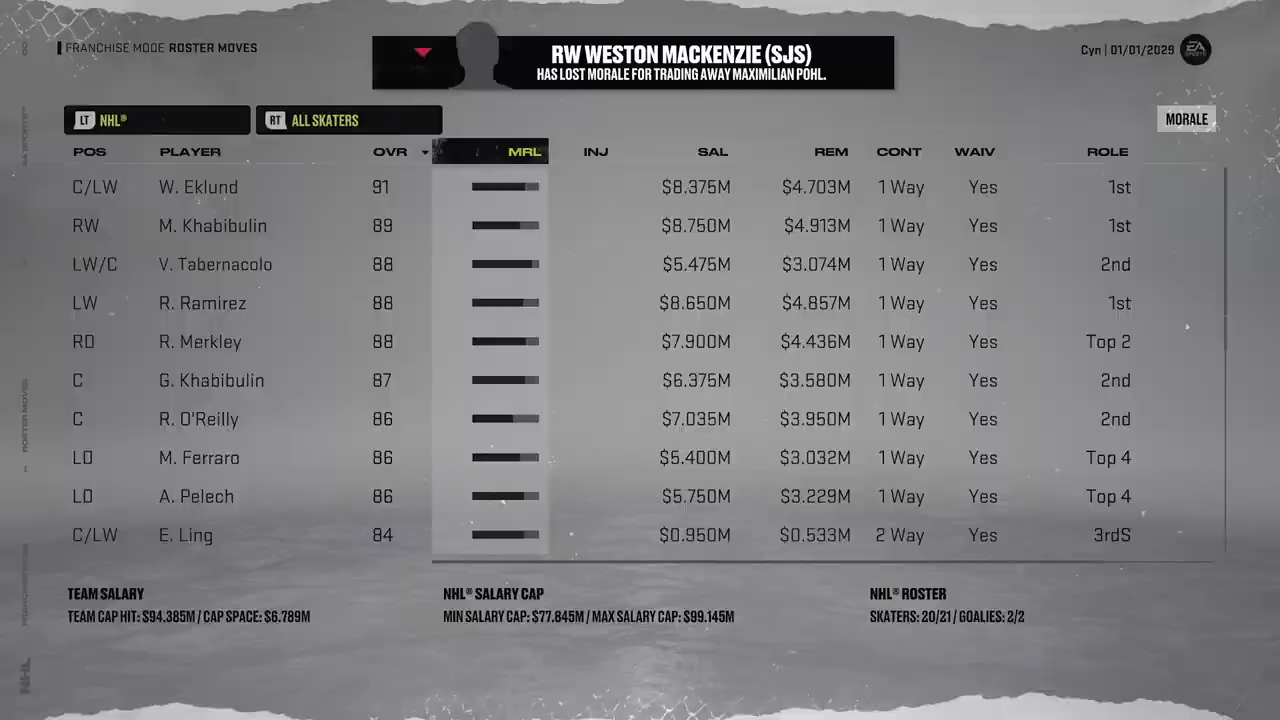 FRANCHISE MODE ROSTER MOVES
RW WESTON MACKENZIE (SJS)
HAS LOST MORALE FOR TRADING AWAY MAXIMILIAN POHL.
Cyn | 01/01/2029
LT NHL® RT ALL SKATERS MORALE
POS PLAYER OVR MRL INJ SAL REM CONT WAIV ROLE
C/LW W. Eklund 91 $8.375M $4.703M 1 Way Yes 1st
RW M. Khabibulin 89 $8.750M $4.913M 1 Way Yes 1st
LW/C V. Tabernacolo 88 $5.475M $3.074M 1 Way Yes 2nd
LW R. Ramirez 88 $8.650M $4.857M 1 Way Yes 1st
RD R. Merkley 88 $7.900M $4.436M 1 Way Yes Top 2
C G. Khabibulin 87 $6.375M $3.580M 1 Way Yes 2nd
C R. O'Reilly 86 $7.035M $3.950M 1 Way Yes 2nd
LD M. Ferraro 86 $5.400M $3.032M 1 Way Yes Top 4
LD A. Pelech 86 $5.750M $3.229M 1 Way Yes Top 4
C/LW E. Ling 84 $0.950M $0.533M 2 Way Yes 3rdS
TEAM SALARY
TEAM CAP HIT: $94.385M / CAP SPACE: $6.789M
NHL® SALARY CAP
MIN SALARY CAP: $77.845M / MAX SALARY CAP: $99.145M
NHL® ROSTER
SKATERS: 20/21 / GOALIES: 2/2
ROSTER MOVES
NHL